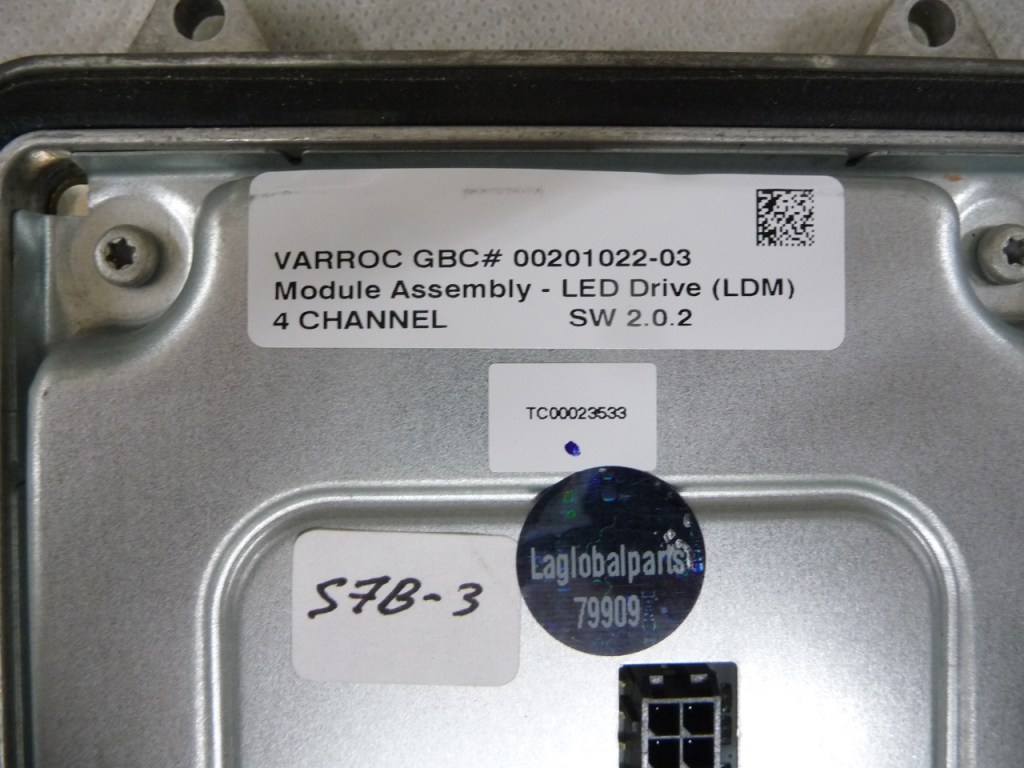 VARROC GBC# 00201022-03
Module Assembly - LED Drive (LDM)
4 CHANNEL SW 2.0.2
TC00023533
Laglobalparts
79909
S7B-3